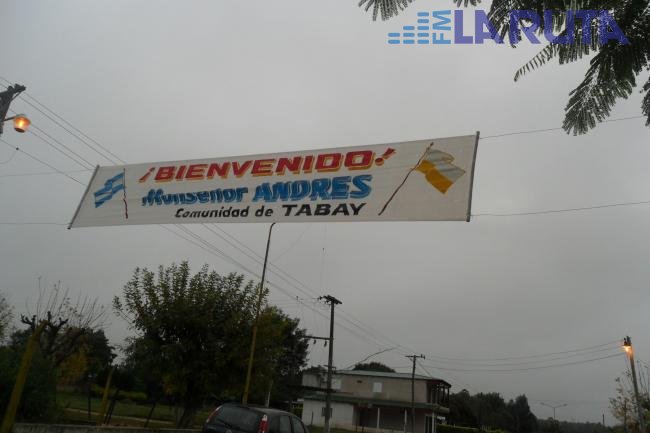 FM LA RUTA
¡BIENVENIDO!
Monseñor ANDRES
Comunidad de TABAY